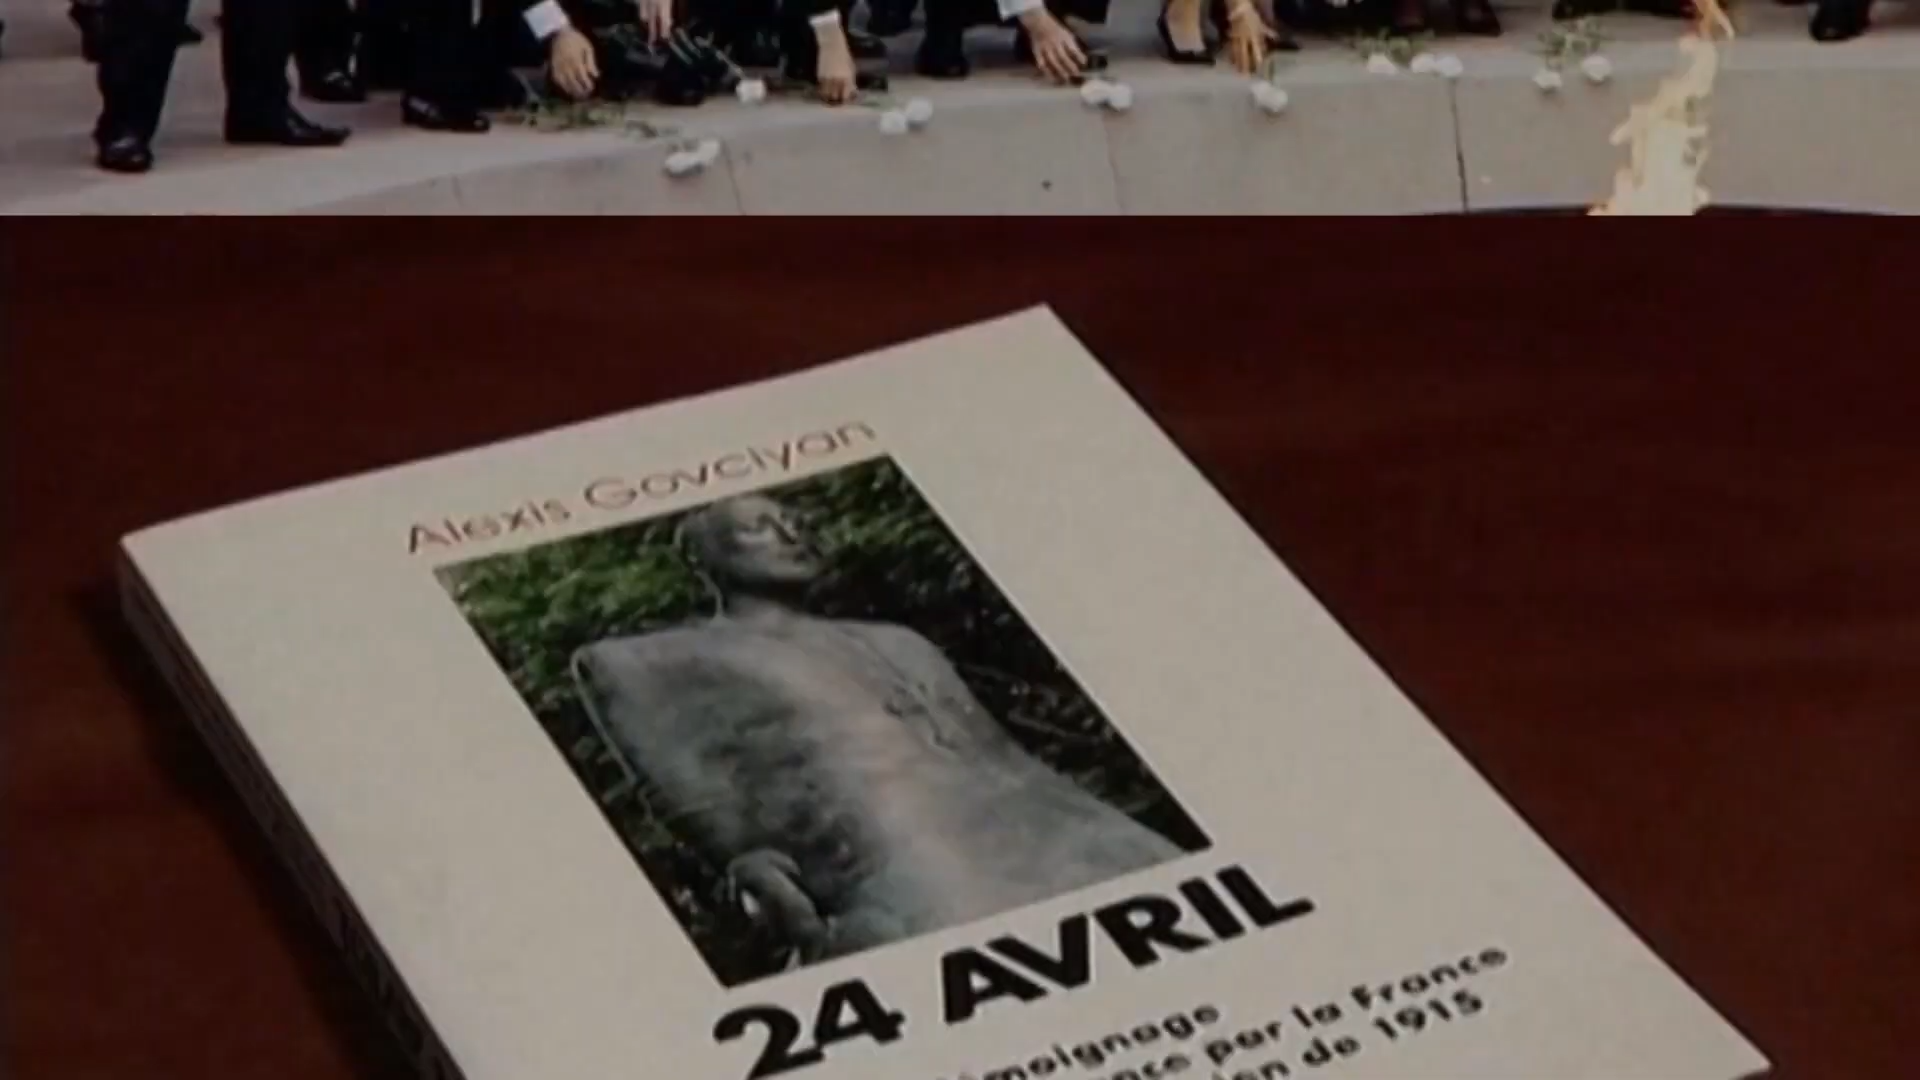 Alexis Govciyan
24 AVRIL
témoignage
par la France
de 1915